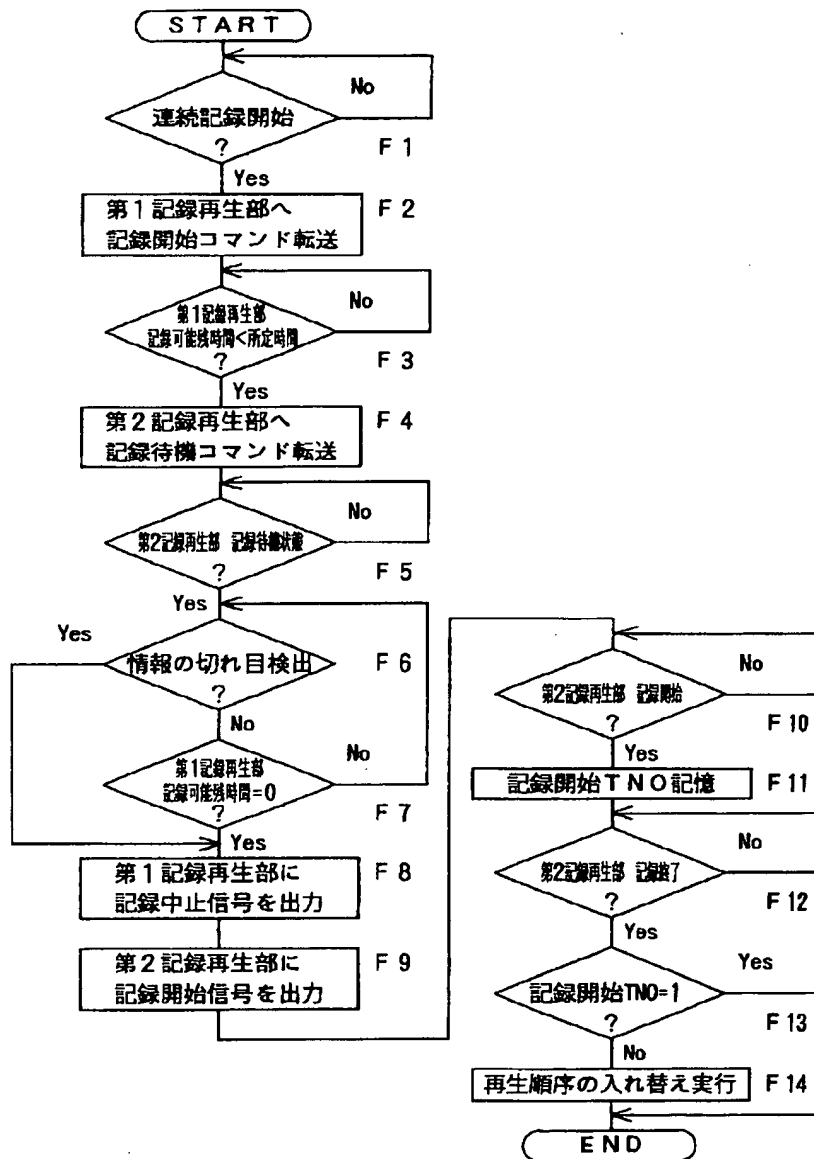 START
No
連続記録開始
?
F 1
Yes
第1記録再生部へ
記録開始コマンド転送
F 2
No
第1記録再生部
記録可能残時間<所定時間
?
F 3
Yes
第2記録再生部へ
記録待機コマンド転送
F 4
No
第2記録再生部 記録待機状態
?
F 5
Yes
Yes
情報の切れ目検出
?
F 6
No
No
第1記録再生部
記録可能残時間=0
?
F 7
Yes
第1記録再生部に
記録中止信号を出力
F 8
第2記録再生部に
記録開始信号を出力
F 9
No
第2記録再生部 記録開始
?
F 10
Yes
記録開始TNO記憶
F 11
No
第2記録再生部 記録終了
?
F 12
Yes
Yes
記録開始TNO=1
?
F 13
No
再生順序の入れ替え実行
F 14
END